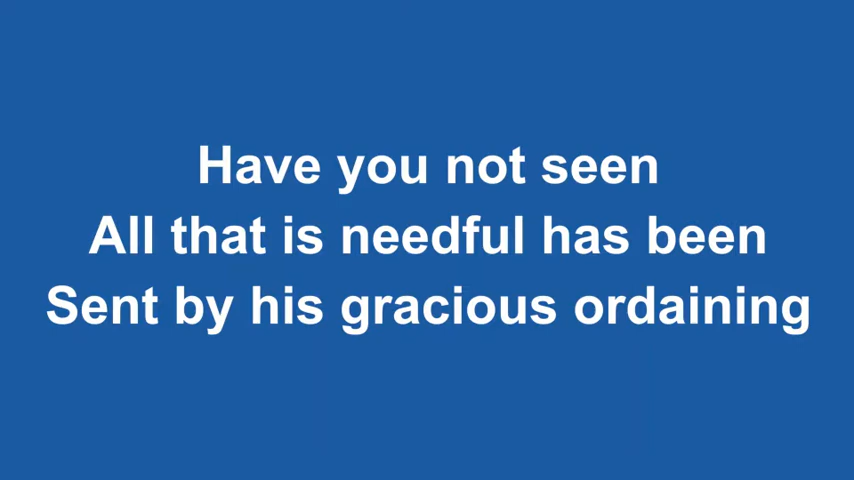 Have you not seen
All that is needful has been
Sent by his gracious ordaining